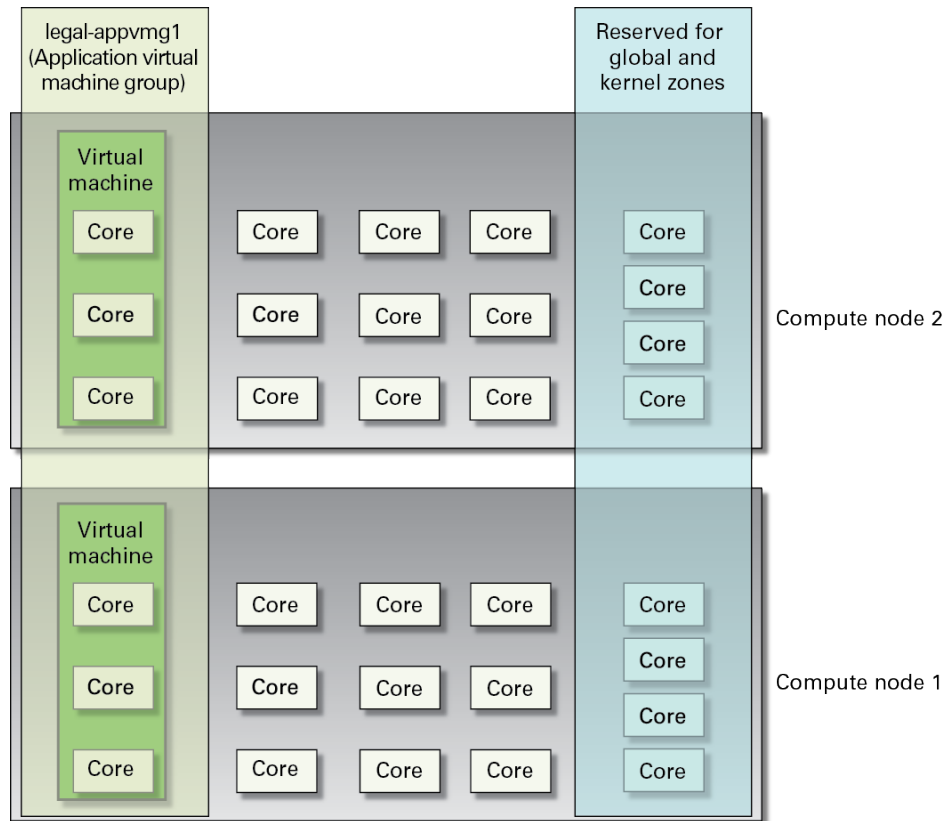 legal-appvmg1
(Application virtual
machine group)
Reserved for
global and
kernel zones
Virtual
machine
Core Core Core Core Core
Core
Core Core Core Core
Core
Core Core Core Core Core
Compute node 2
Virtual
machine
Core Core Core Core Core
Core
Core Core Core Core
Core
Core Core Core Core Core
Compute node 1